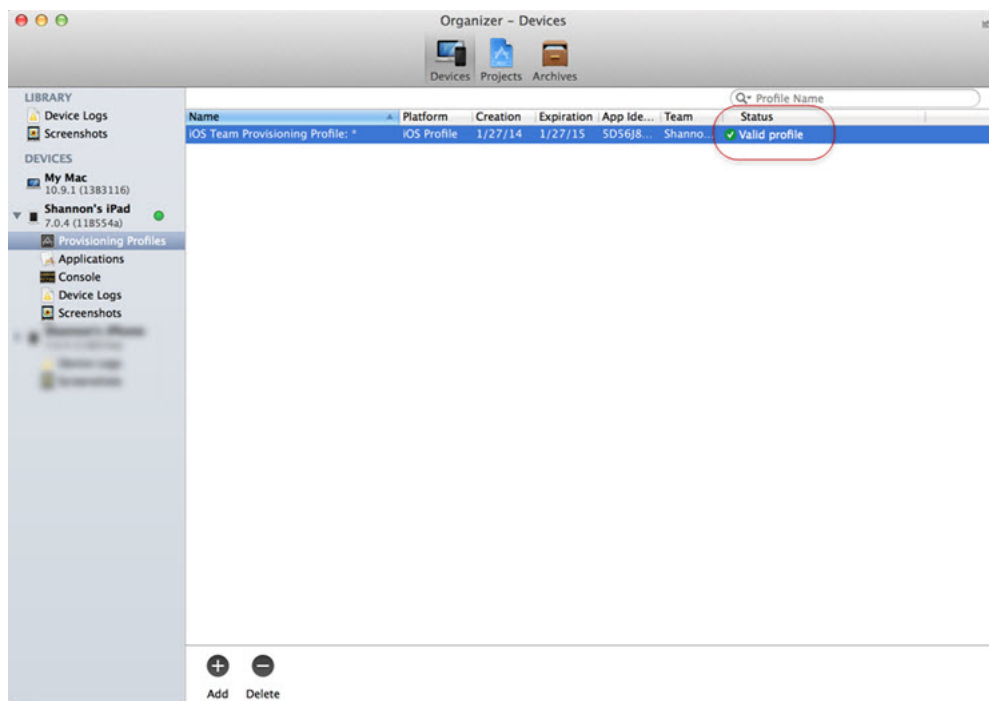 Organizer – Devices
Devices Projects Archives
LIBRARY
Device Logs
Screenshots
DEVICES
My Mac
10.9.1 (1383116)
Shannon's iPad
7.0.4 (118554a)
Provisioning Profiles
Applications
Console
Device Logs
Screenshots
Profile Name
Name Platform Creation Expiration App Ide... Team Status
iOS Team Provisioning Profile: * iOS Profile 1/27/14 1/27/15 5D56J8... Shanno... Valid profile
Add Delete